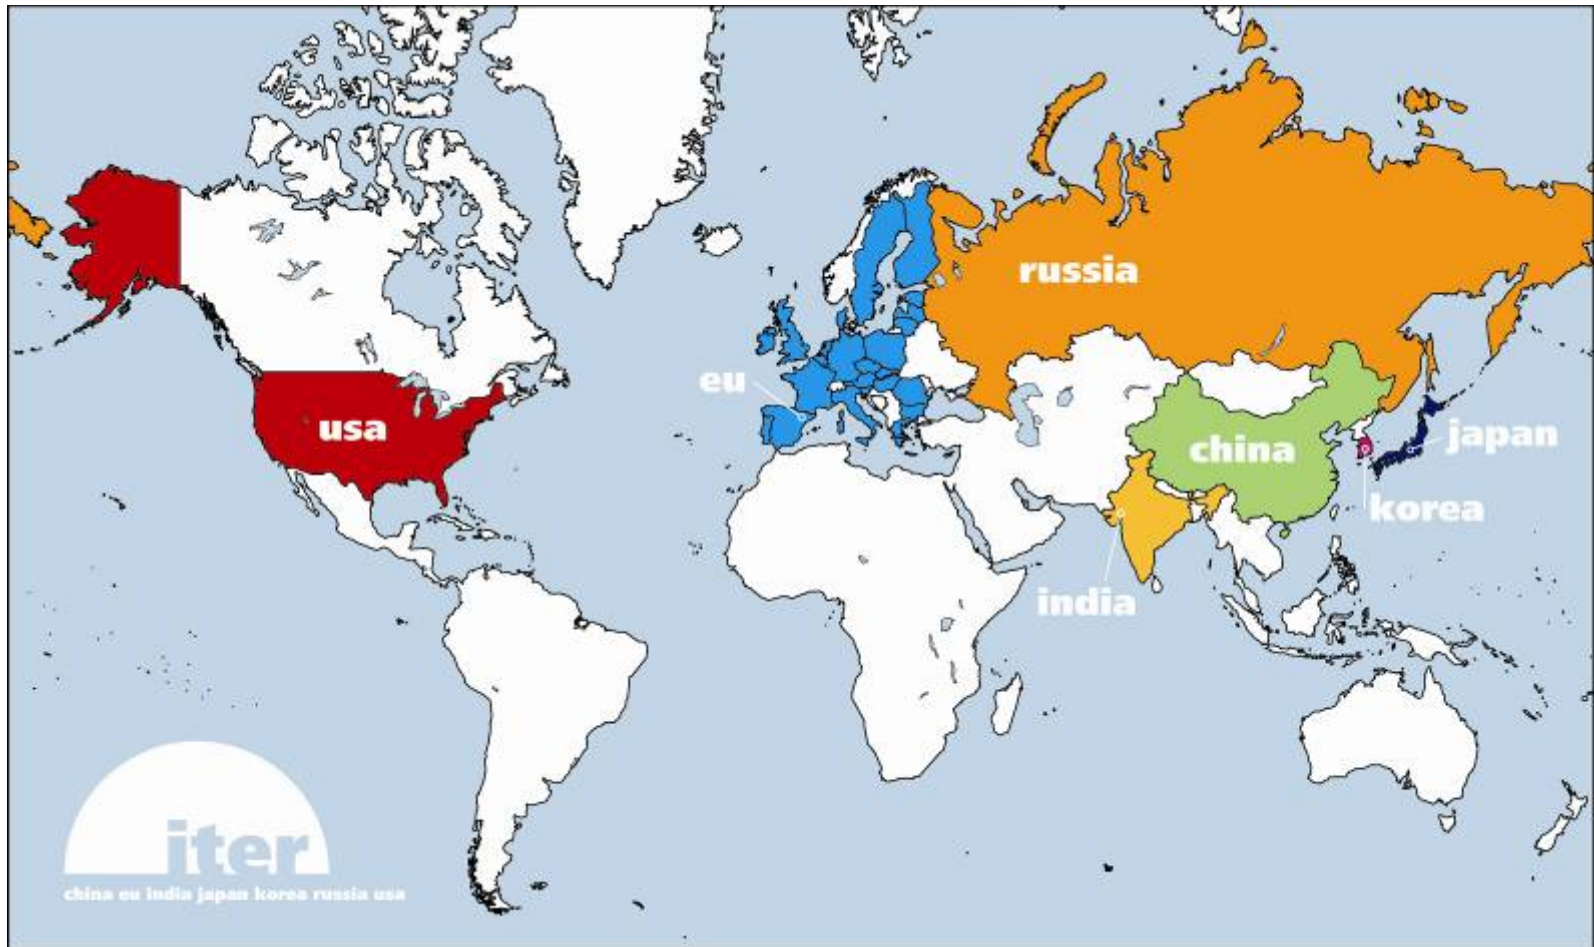 russia
eu
usa
china
japan
korea
india
iter
china eu india japan korea russia usa